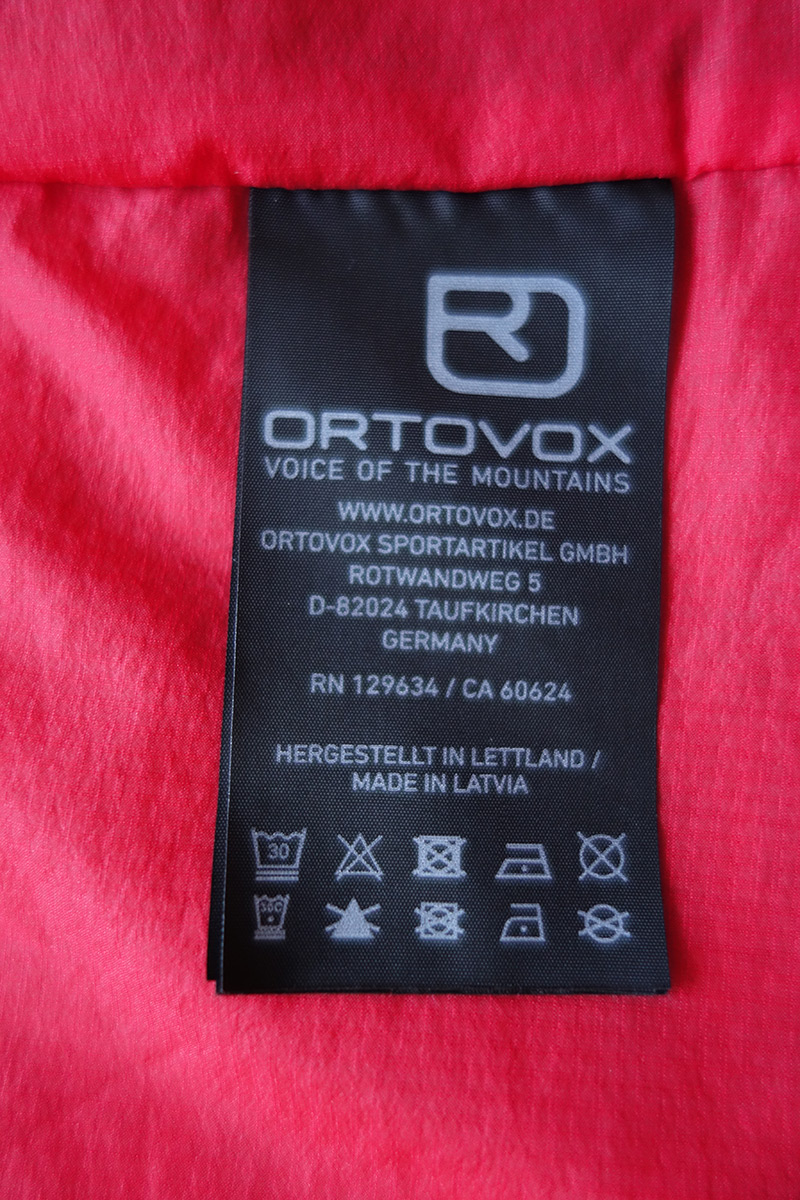 ORTOVOX
VOICE OF THE MOUNTAINS
WWW.ORTOVOX.DE
ORTOVOX SPORTARTIKEL GMBH
ROTWANDWEG 5
D-82024 TAUFKIRCHEN
GERMANY
RN 129634 / CA 60624
HERGESTELLT IN LETTLAND /
MADE IN LATVIA
30